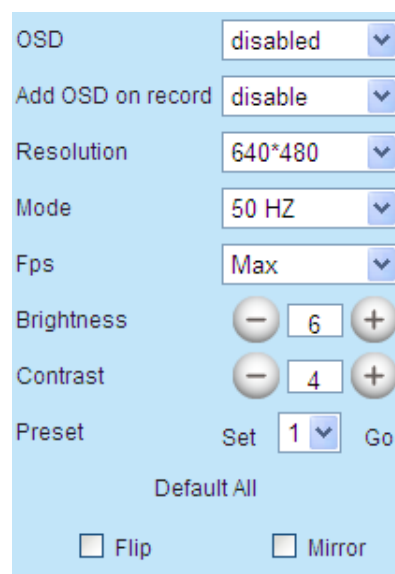 OSD disabled
Add OSD on record disable
Resolution 640*480
Mode 50 HZ
Fps Max
Brightness - 6 +
Contrast - 4 +
Preset Set 1 Go
Default All
Flip Mirror